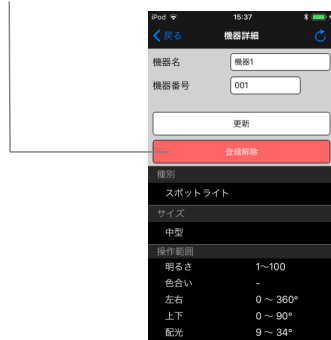 iPod 15:37
戻る 機器詳細
機器名 機器1
機器番号 001
更新
登録解除
種別
スポットライト
サイズ
中型
操作範囲
明るさ 1〜100
色合い -
左右 0 〜 360°
上下 0 〜 90°
配光 9 〜 34°